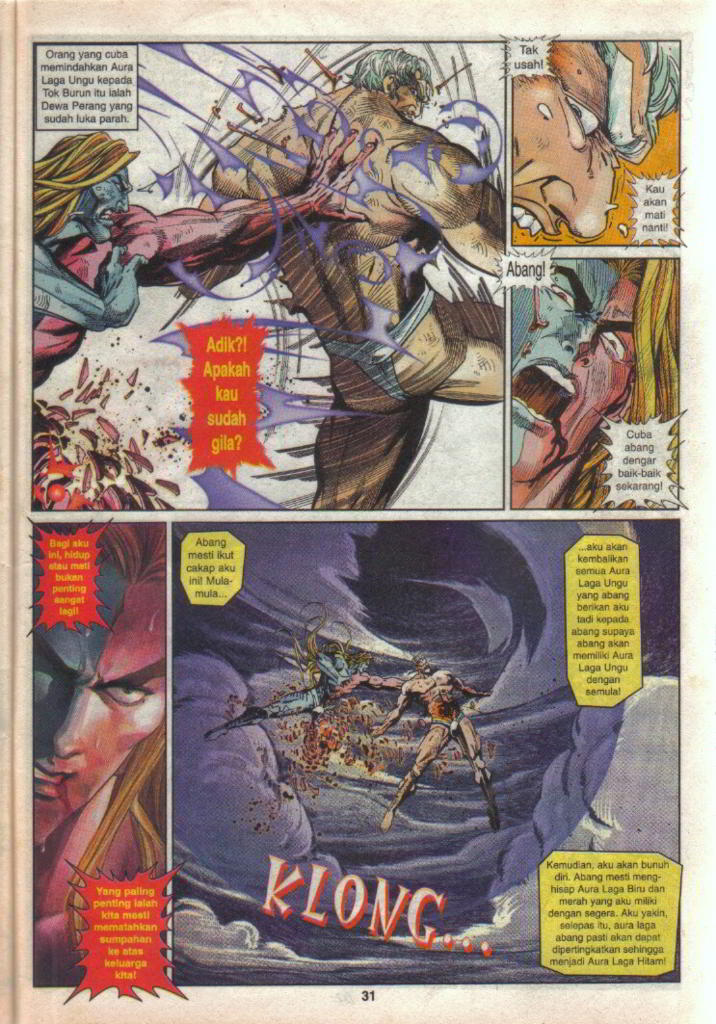 Orang yang cuba
memindahkan Aura
Laga Ungu kepada
Tok Burun itu ialah
Dewa Perang yang
sudah luka parah.
Adik?!
Apakah
kau
sudah
gila?
Tak
usah!
Kau
akan
mati
nanti!
Abang!
Cuba
abang
dengar
baik-baik
sekarang!
Bagi aku
ini, hidup
atau mati
bukan
penting
sangat
lagi!
Yang paling
penting ialah
kita mesti
mematahkan
sumpahan
ke atas
keluarga
kita!
Abang
mesti ikut
cakap aku
ini! Mula-
mula...
...aku akan
kembalikan
semua Aura
Laga Ungu
yang abang
berikan aku
tadi kepada
abang supaya
abang akan
memiliki Aura
Laga Ungu
dengan
semula!
KLONG...
Kemudian, aku akan bunuh
diri. Abang mesti meng-
hisap Aura Laga Biru dan
merah yang aku miliki
dengan segera. Aku yakin,
selepas itu, aura laga
abang pasti akan dapat
dipertingkatkan sehingga
menjadi Aura Laga Hitam!
31